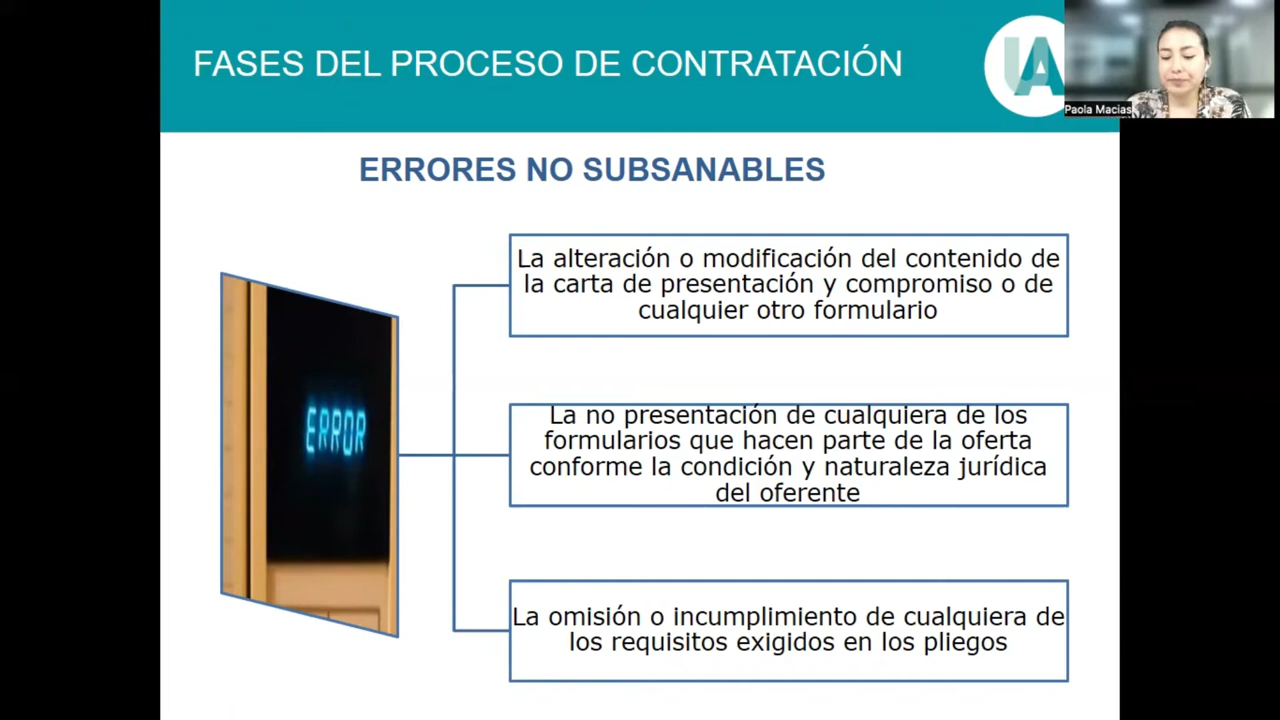 FASES DEL PROCESO DE CONTRATACIÓN
UA
Paola Macias
ERRORES NO SUBSANABLES
La alteración o modificación del contenido de
la carta de presentación y compromiso o de
cualquier otro formulario
ERROR
La no presentación de cualquiera de los
formularios que hacen parte de la oferta
conforme la condición y naturaleza jurídica
del oferente
La omisión o incumplimiento de cualquiera de
los requisitos exigidos en los pliegos